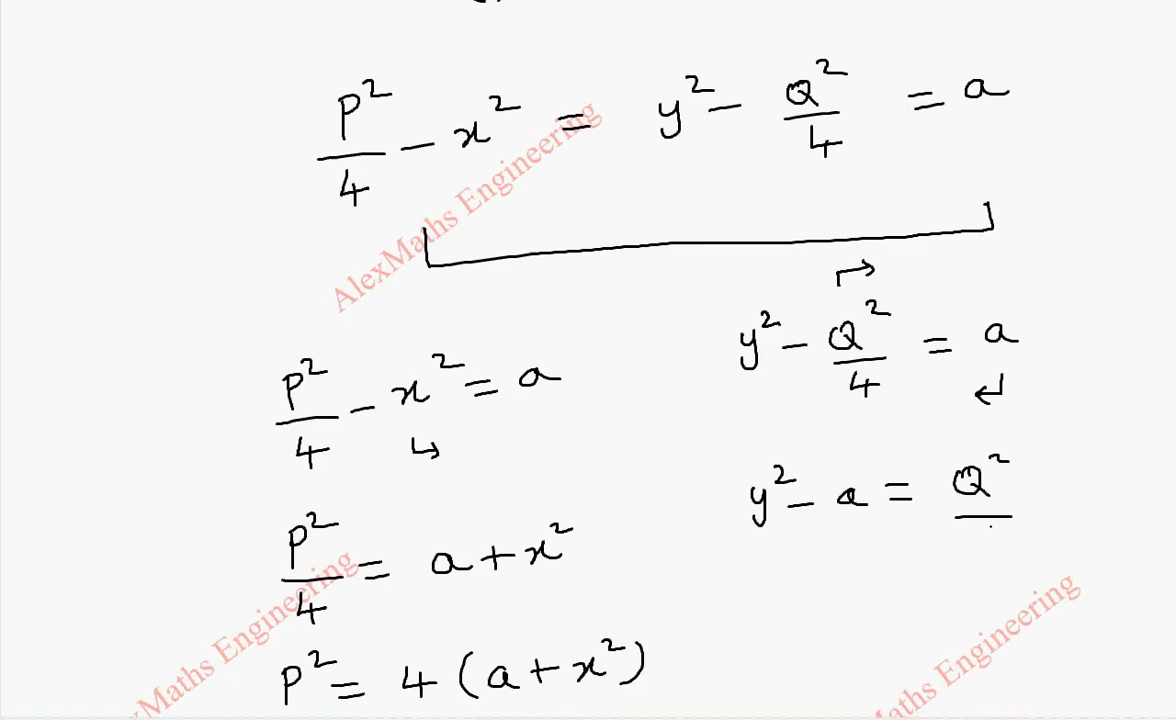 P²/4 - x² = y² - Q²/4 = a
AlexMaths Engineering
P²/4 - x² = a
y² - Q²/4 = a
P²/4 = a + x²
y² - a = Q²
P² = 4 (a + x²)
AlexMaths Engineering
AlexMaths Engineering